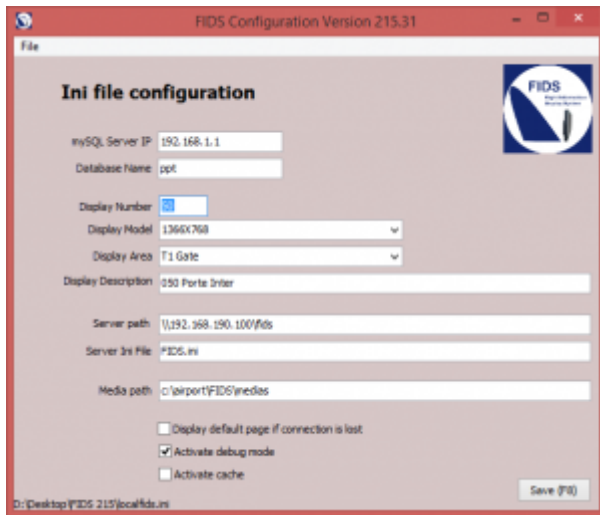 FIDS Configuration Version 215.31
File
Ini file configuration
FIDS
mySQL Server IP 192.168.1.1
Database Name ppt
Display Number
Display Model 1366X768
Display Area T1 Gate
Display Description 050 Porte Inter
Server path \\192.168.190.100\fids
Server Ini File FIDS.ini
Media path c:\airport\FIDS\medias
Display default page if connection is lost
Activate debug mode
Activate cache
Save (F8)
D:\Desktop\FIDS 215\localfids.ini